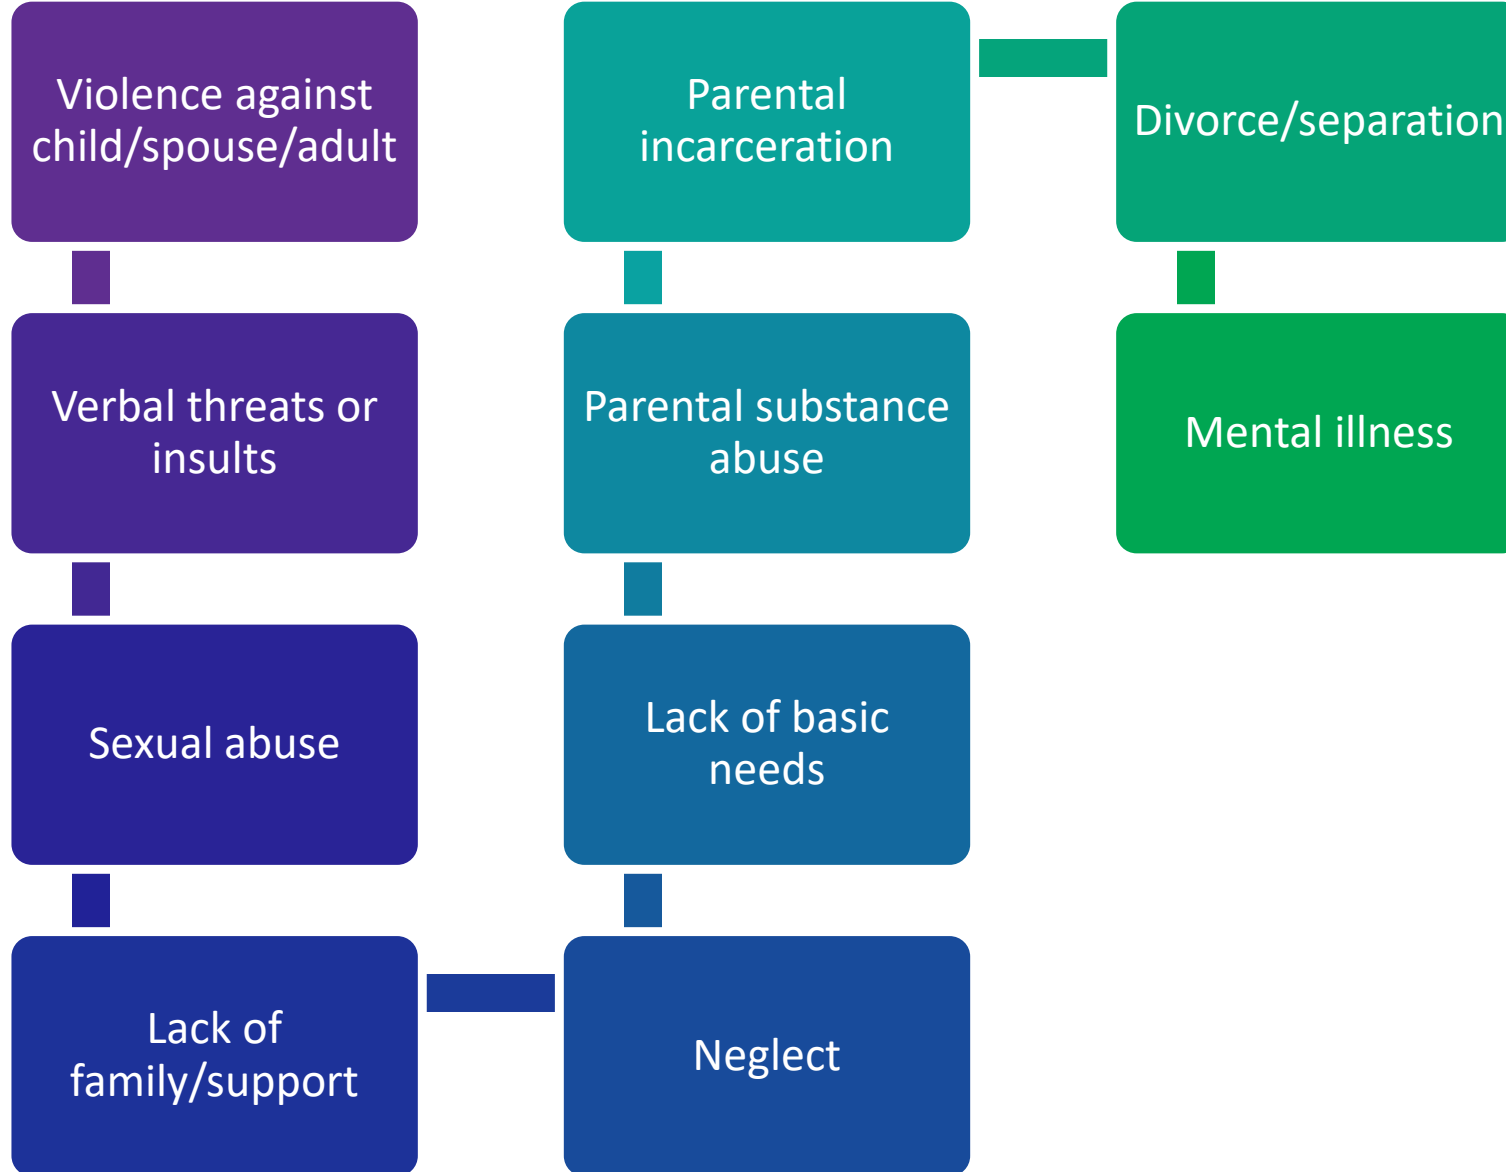 Violence against
child/spouse/adult
Verbal threats or
insults
Sexual abuse
Lack of
family/support
Neglect
Lack of basic
needs
Parental substance
abuse
Parental
incarceration
Divorce/separation
Mental illness